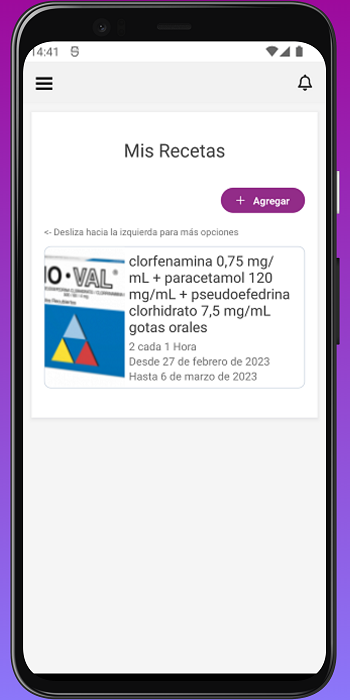 14:41
Mis Recetas
+ Agregar
<- Desliza hacia la izquierda para más opciones
IO·VAL
clorfenamina 0,75 mg/
mL + paracetamol 120
mg/mL + pseudoefedrina
clorhidrato 7,5 mg/mL
gotas orales
2 cada 1 Hora
Desde 27 de febrero de 2023
Hasta 6 de marzo de 2023